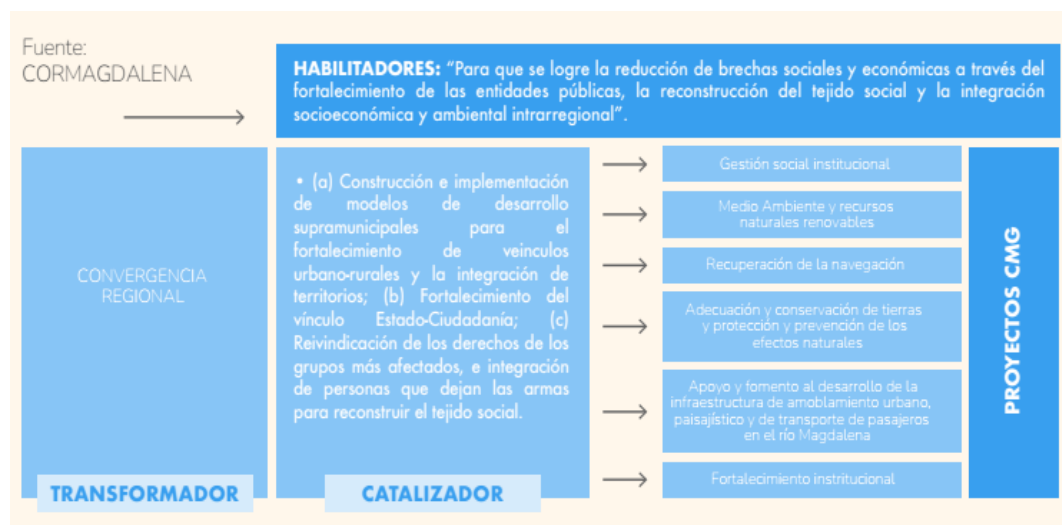 Fuente:
CORMAGDALENA
HABILITADORES: “Para que se logre la reducción de brechas sociales y económicas a través del
fortalecimiento de las entidades públicas, la reconstrucción del tejido social y la integración
socioeconómica y ambiental intrarregional”.
CONVERGENCIA
REGIONAL
TRANSFORMADOR
• (a) Construcción e implementación
de modelos de desarrollo
supramunicipales para el
fortalecimiento de veinculos
urbano-rurales y la integración de
territorios; (b) Fortalecimiento del
vínculo Estado-Ciudadanía; (c)
Reivindicación de los derechos de los
grupos más afectados, e integración
de personas que dejan las armas
para reconstruir el tejido social.
CATALIZADOR
Gestión social institucional
Medio Ambiente y recursos
naturales renovables
Recuperación de la navegación
Adecuación y conservación de tierras
y protección y prevención de los
efectos naturales
Apoyo y fomento al desarrollo de la
infraestructura de amoblamiento urbano,
paisajístico y de transporte de pasajeros
en el río Magdalena
Fortalecimiento institritucional
PROYECTOS CMG